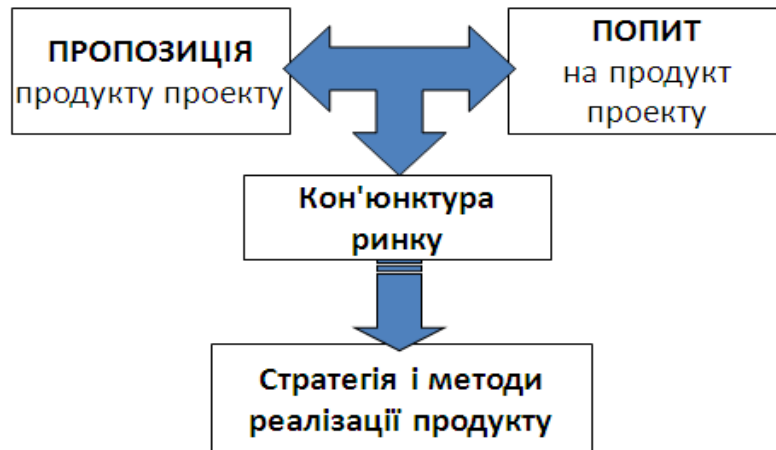 ПРОПОЗИЦІЯ
продукту проекту
ПОПИТ
на продукт
проекту
Кон'юнктура
ринку
Стратегія і методи
реалізації продукту